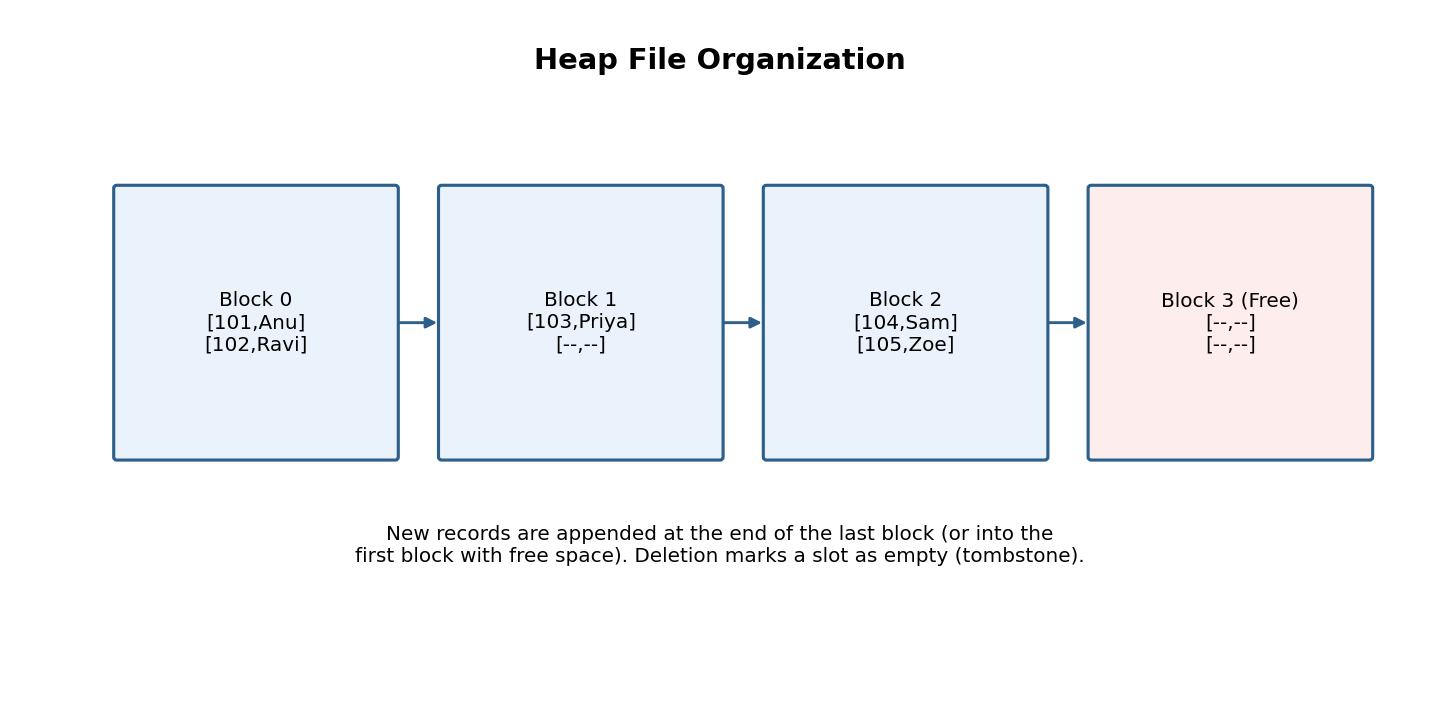 Heap File Organization
Block 0
[101,Anu]
[102,Ravi]
Block 1
[103,Priya]
[--,--]
Block 2
[104,Sam]
[105,Zoe]
Block 3 (Free)
[--,--]
[--,--]
New records are appended at the end of the last block (or into the
first block with free space). Deletion marks a slot as empty (tombstone).